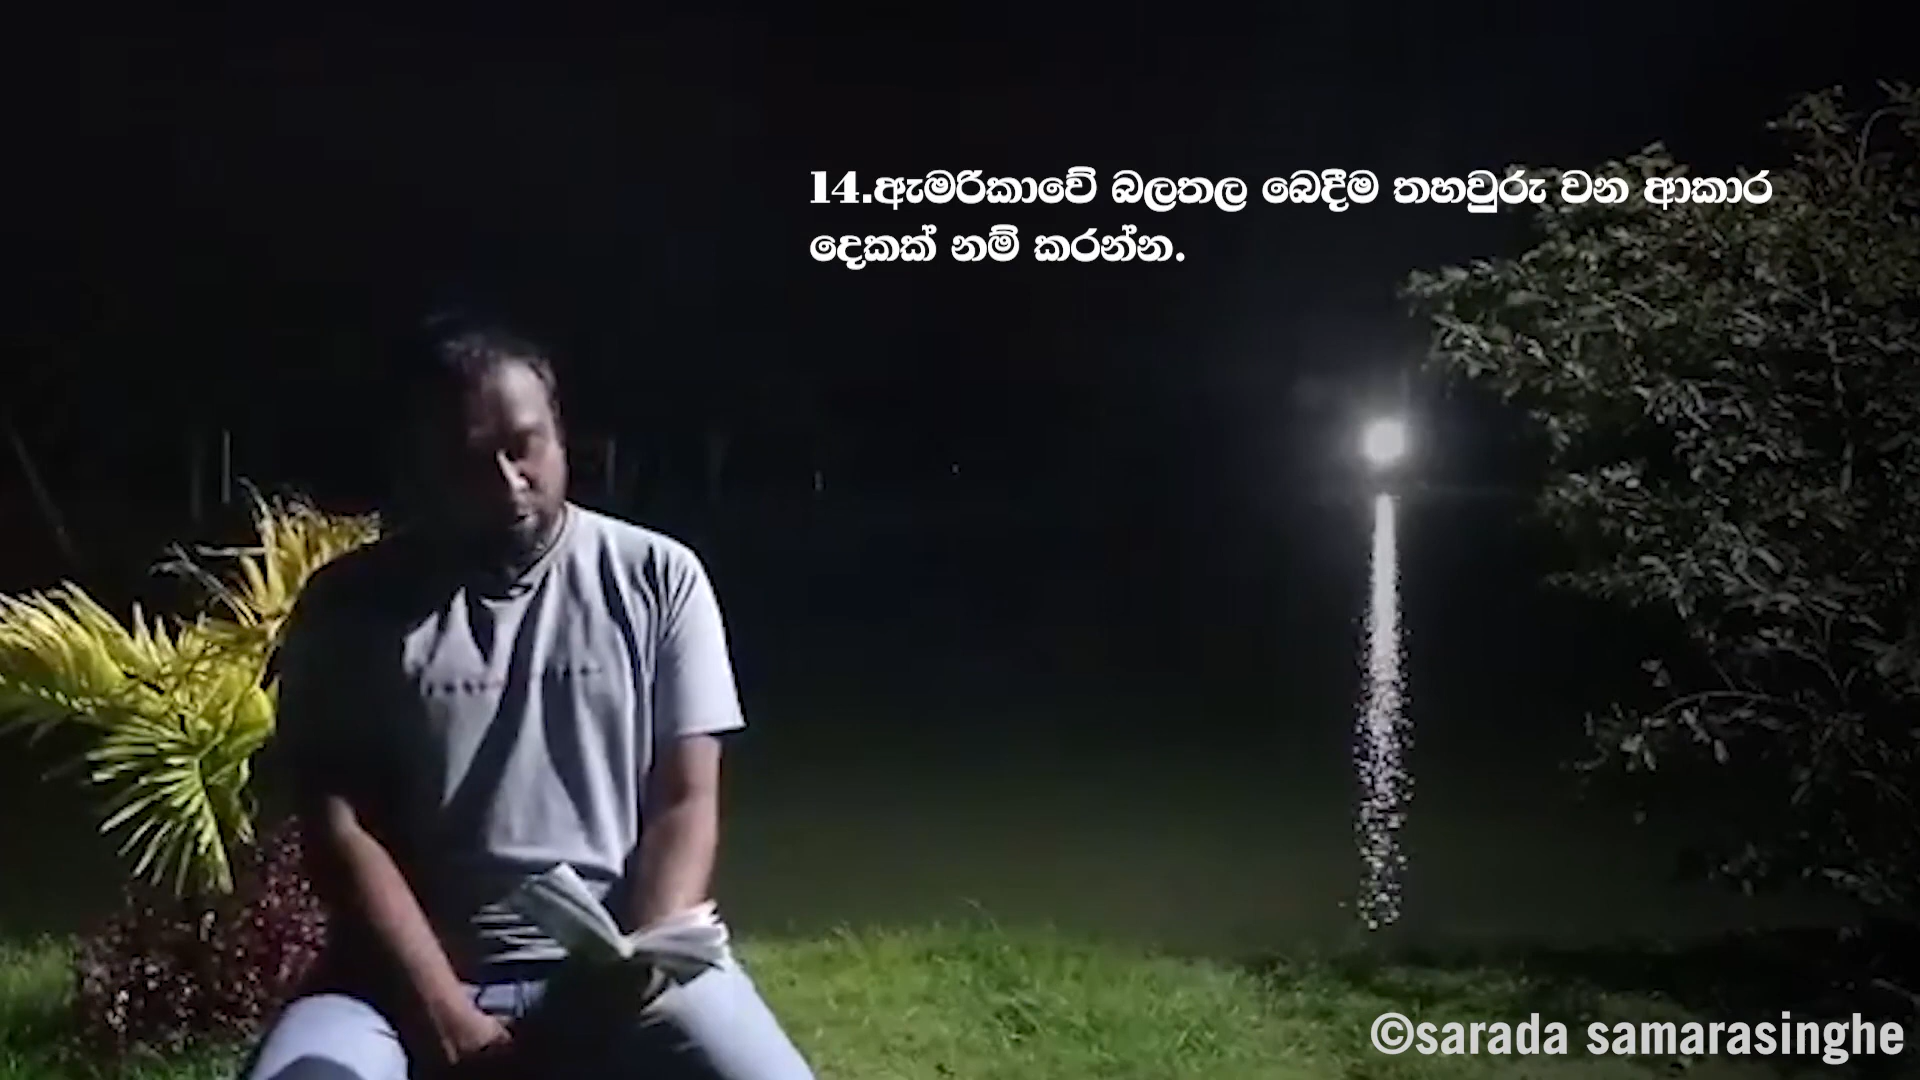 14.ඇමරිකාවේ බලතල බෙදීම තහවුරු වන ආකාර
දෙකක් නම් කරන්න.
©sarada samarasinghe